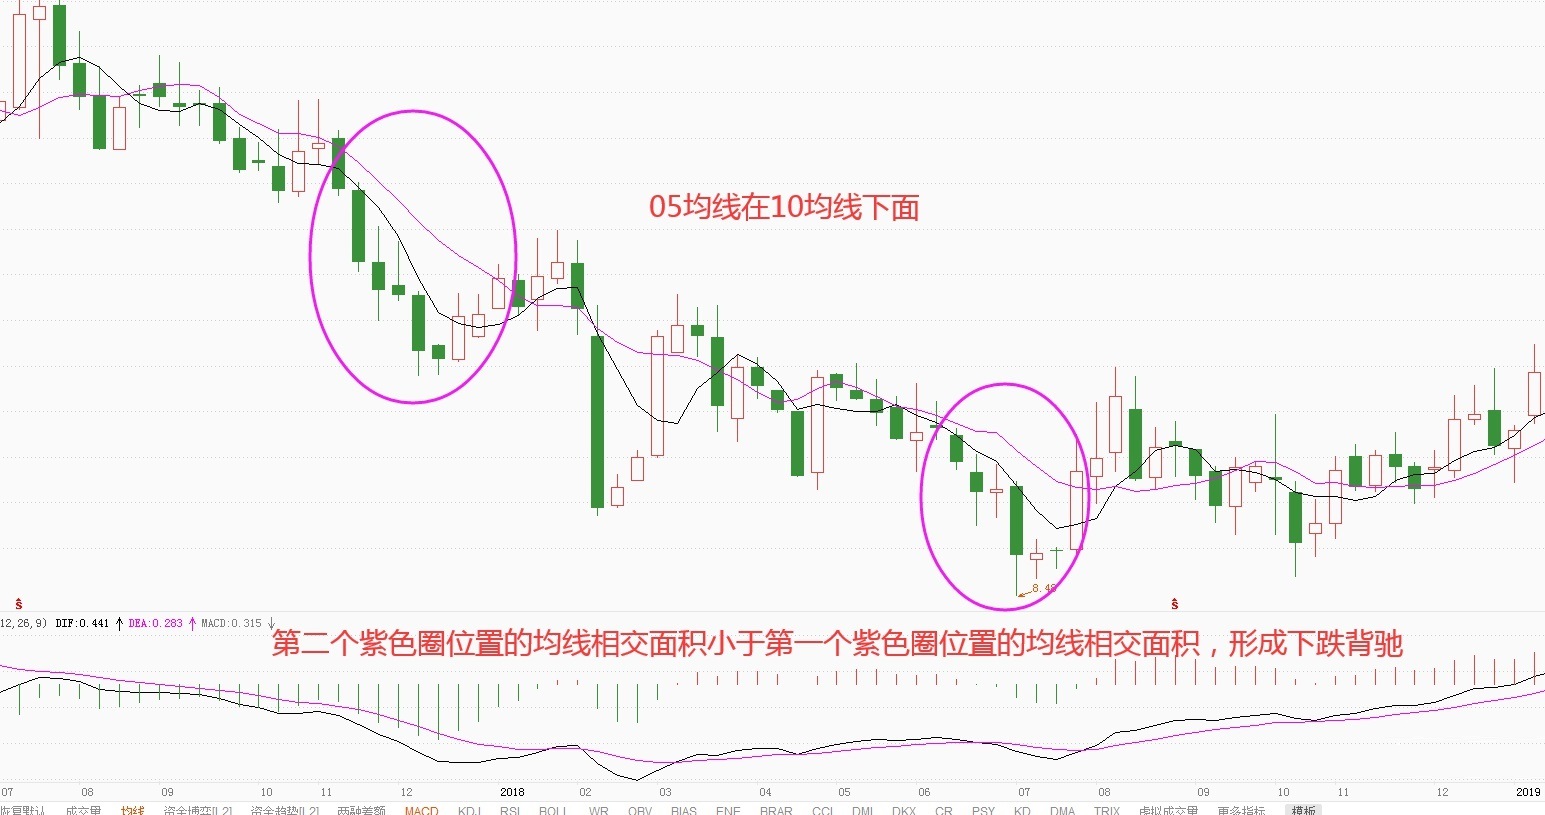 05均线在10均线下面
8.48
S
S
12,26,9) DIF:0.441 DEA:0.283 MACD:0.315
第二个紫色圈位置的均线相交面积小于第一个紫色圈位置的均线相交面积，形成下跌背驰
07 08 09 10 11 12 2018 02 03 04 05 06 07 08 09 10 11 12 2019
恢复默认 成交量 均线 资金博弈[L2] 资金趋势[L2] 两融差额 MACD KDJ RSI BOLL WR OBV BIAS ENE BRAR CCI DMI DKX CR PSY KD DMA TRIX 虚拟成交量 更多指标 模板